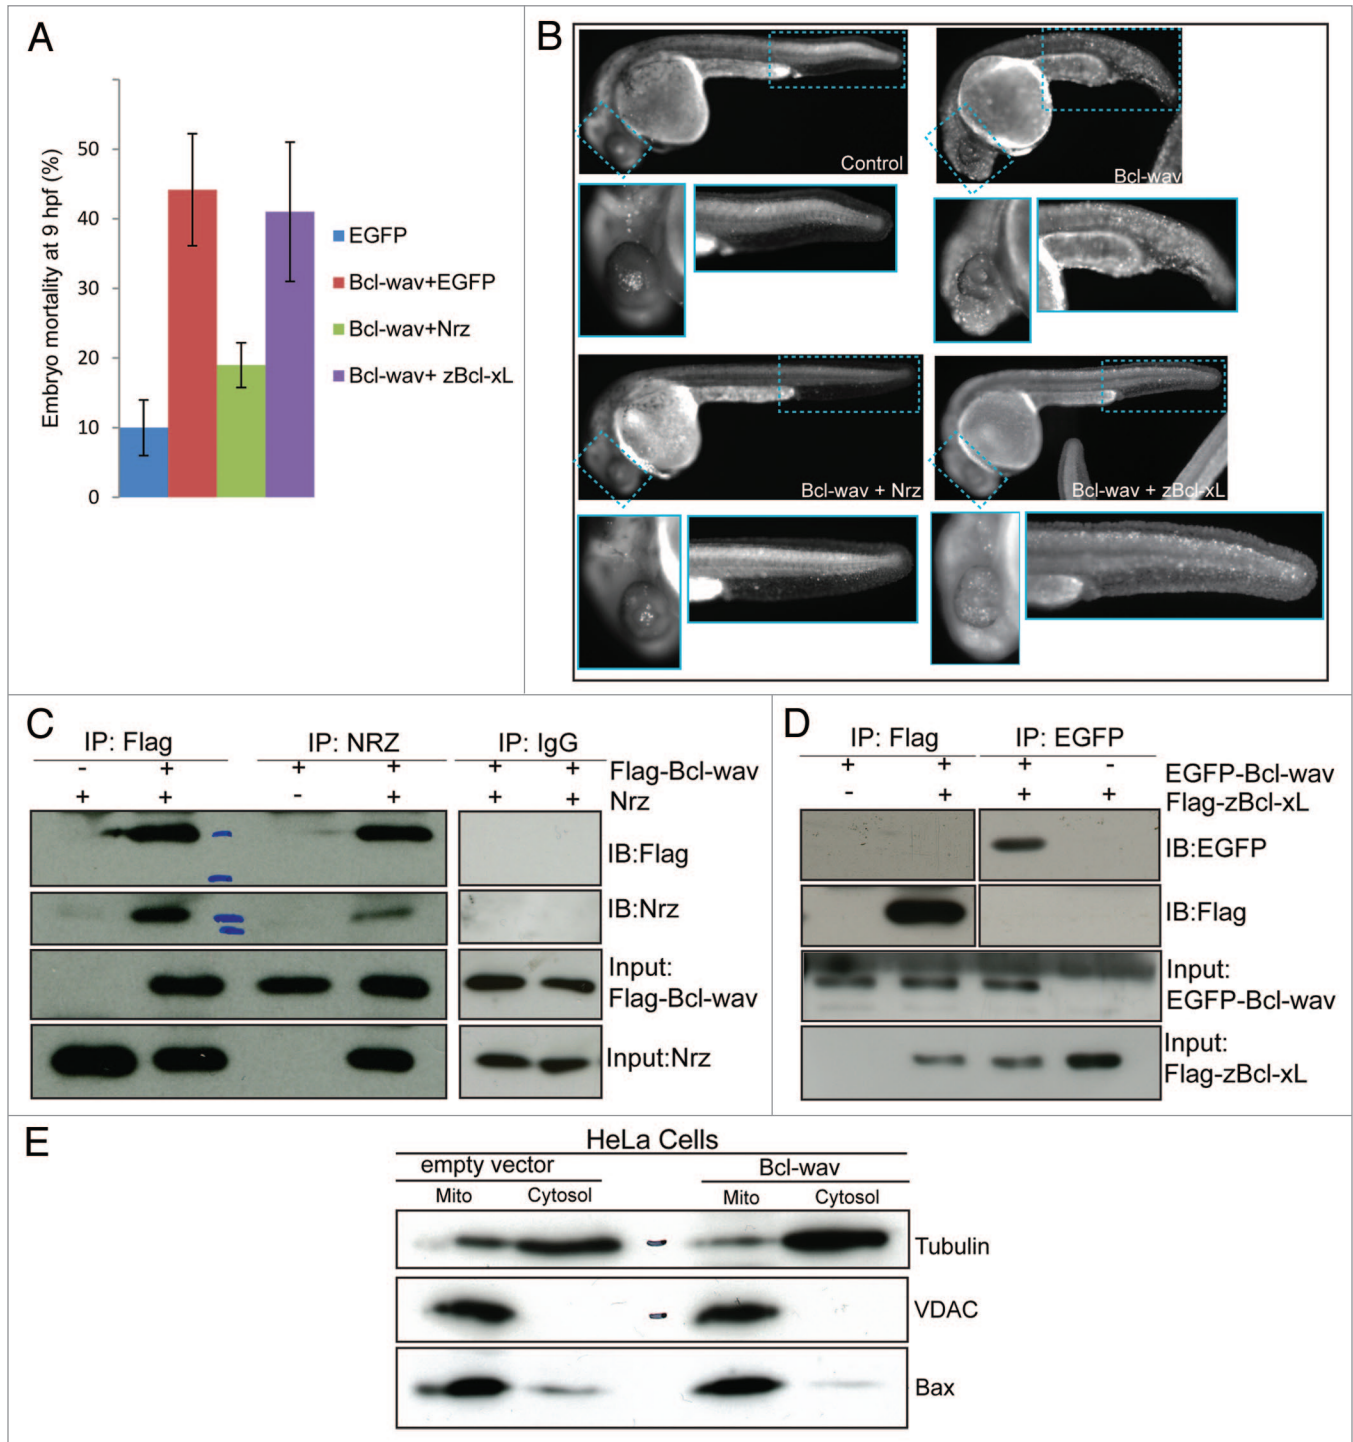 A
Embryo mortality at 9 hpf (%)
50
40
30
20
10
0
EGFP
Bcl-wav+EGFP
Bcl-wav+Nrz
Bcl-wav+ zBcl-xL
B
Control
Bcl-wav
Bcl-wav + Nrz
Bcl-wav + zBcl-xL
C
IP: Flag IP: NRZ IP: IgG
- + + + + + Flag-Bcl-wav
+ + - + + + Nrz
IB:Flag
IB:Nrz
Input:
Flag-Bcl-wav
Input:Nrz
D
IP: Flag IP: EGFP
+ + + - EGFP-Bcl-wav
- + + + Flag-zBcl-xL
IB:EGFP
IB:Flag
Input:
EGFP-Bcl-wav
Input:
Flag-zBcl-xL
E
HeLa Cells
empty vector Bcl-wav
Mito Cytosol Mito Cytosol
Tubulin
VDAC
Bax